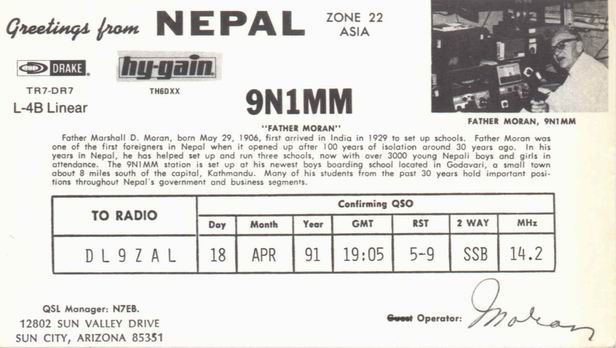 Greetings from NEPAL ZONE 22
ASIA
DRAKE
hy-gain
TR7-DR7 TH6DXX
L-4B Linear
9N1MM
FATHER MORAN, 9N1MM
"FATHER MORAN"
Father Marshall D. Moran, born May 29, 1906, first arrived in India in 1929 to set up schools. Father Moran was
one of the first foreigners in Nepal when it opened up after 100 years of isolation around 30 years ago. In his
years in Nepal, he has helped set up and run three schools, now with over 3000 young Nepali boys and girls in
attendance. The 9N1MM station is set up at his newest boys boarding school located in Godavari, a small town
about 8 miles south of the capital, Kathmandu. Many of his students from the past 30 years hold important posi-
tions throughout Nepal's government and business segments.
TO RADIO Confirming QSO
Day Month Year GMT RST 2 WAY MHz
DL9ZAL 18 APR 91 19:05 5-9 SSB 14.2
QSL Manager: N7EB.
12802 SUN VALLEY DRIVE
SUN CITY, ARIZONA 85351
Guest Operator: Moran